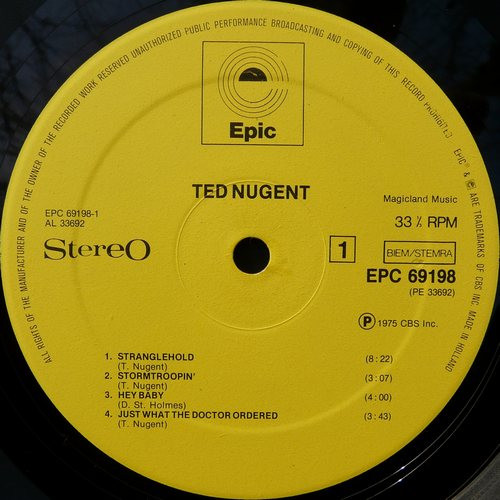 ALL RIGHTS OF THE MANUFACTURER AND OF THE OWNER OF THE RECORDED WORK RESERVED UNAUTHORIZED PUBLIC PERFORMANCE BROADCASTING AND COPYING OF THIS RECORD PROHIBITED
EPIC® & Ⓔ ARE TRADEMARKS OF CBS INC MADE IN HOLLAND
Epic
TED NUGENT
Magicland Music
EPC 69198-1
AL 33692
33 ⅓ RPM
StereO
1
BIEM/STEMRA
EPC 69198
(PE 33692)
Ⓟ 1975 CBS Inc.
1. STRANGLEHOLD (8:22)
(T. Nugent)
2. STORMTROOPIN' (3:07)
(T. Nugent)
3. HEY BABY (4:00)
(D. St. Holmes)
4. JUST WHAT THE DOCTOR ORDERED (3:43)
(T. Nugent)